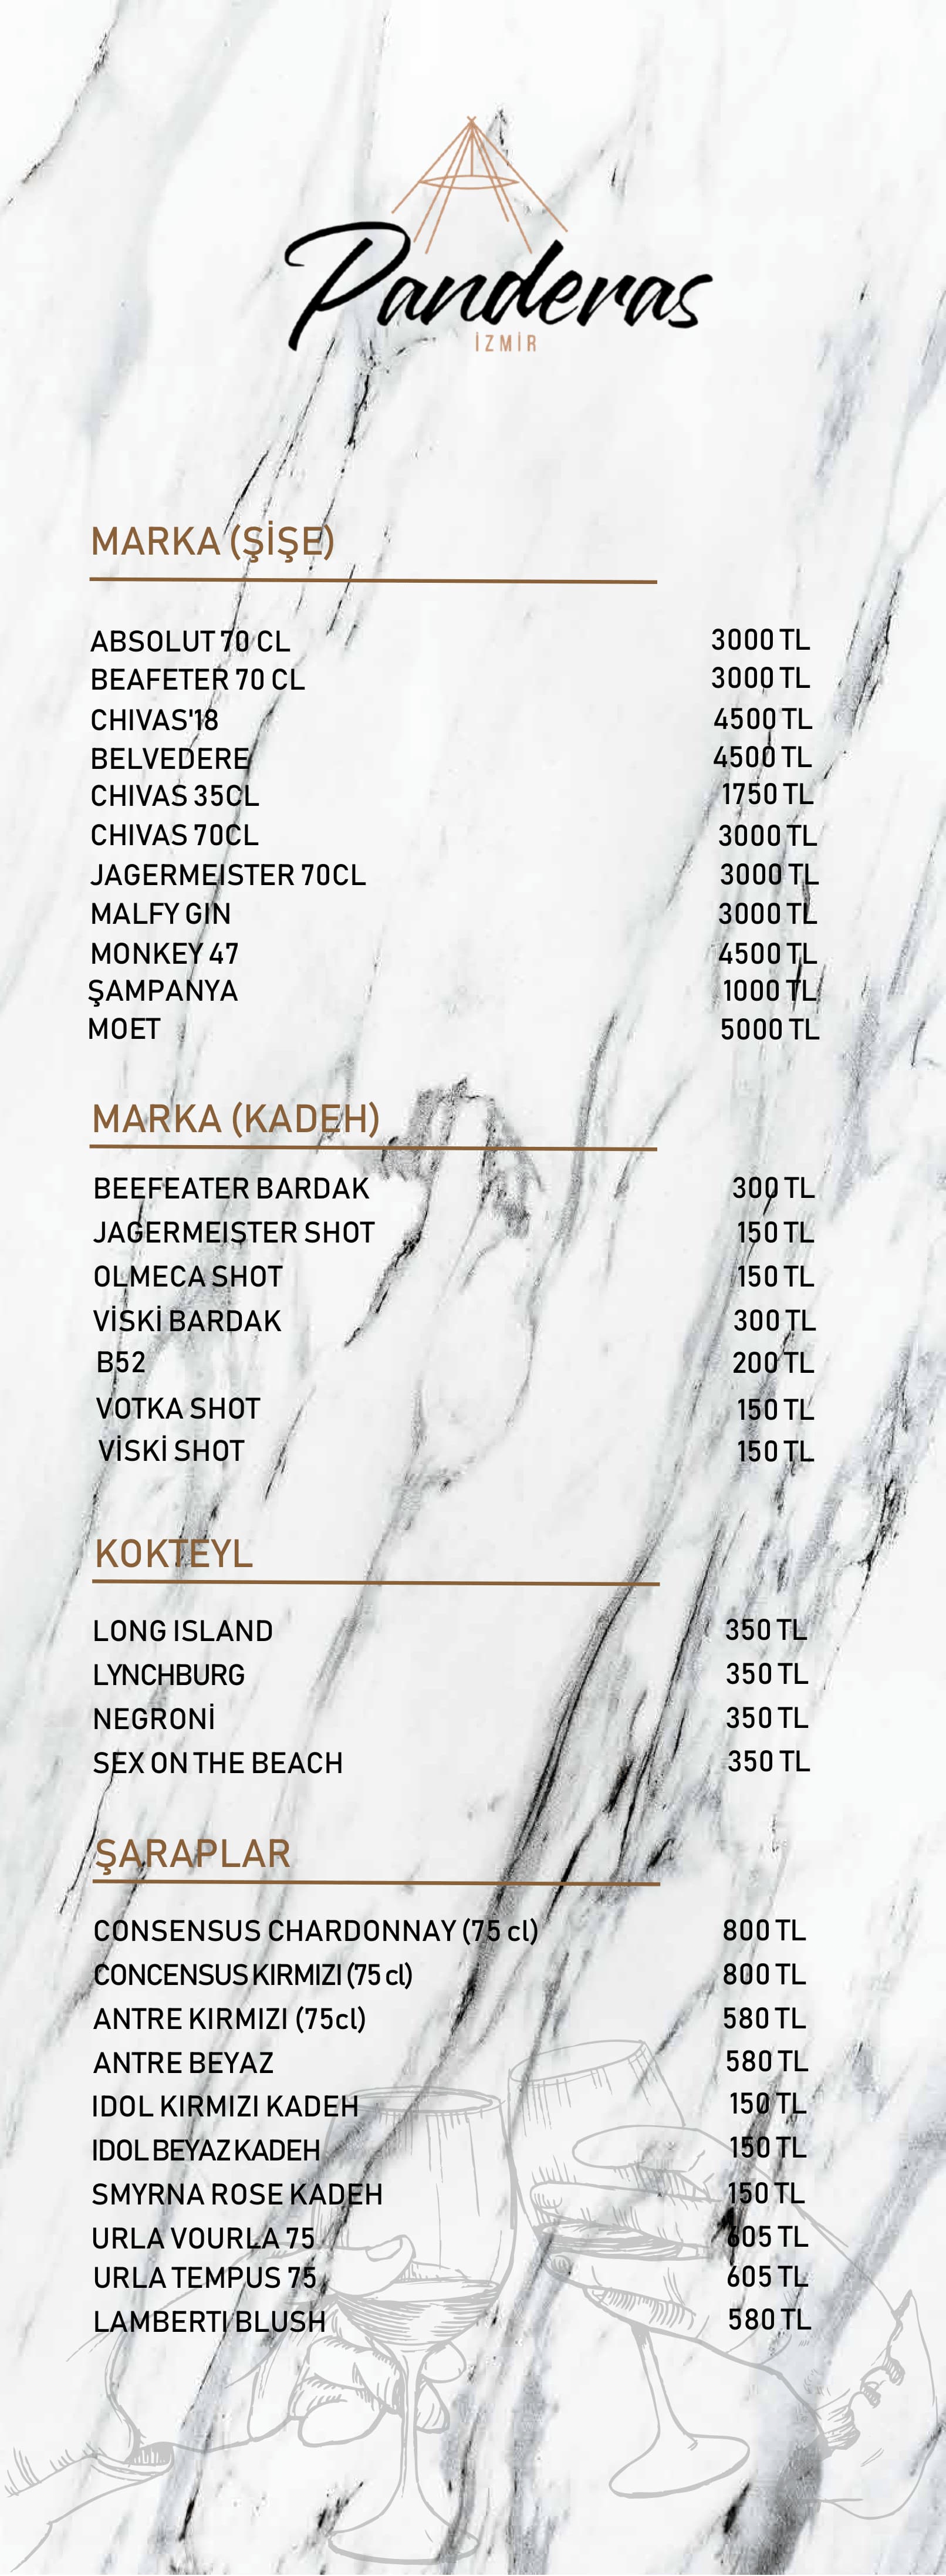 Panderas
İZMİR
MARKA (ŞİŞE)
ABSOLUT 70 CL 3000 TL
BEAFETER 70 CL 3000 TL
CHIVAS'18 4500 TL
BELVEDERE 4500 TL
CHIVAS 35CL 1750 TL
CHIVAS 70CL 3000 TL
JAGERMEISTER 70CL 3000 TL
MALFY GIN 3000 TL
MONKEY 47 4500 TL
ŞAMPANYA 1000 TL
MOET 5000 TL
MARKA (KADEH)
BEEFEATER BARDAK 300 TL
JAGERMEISTER SHOT 150 TL
OLMECA SHOT 150 TL
VİSKİ BARDAK 300 TL
B52 200 TL
VOTKA SHOT 150 TL
VİSKİ SHOT 150 TL
KOKTEYL
LONG ISLAND 350 TL
LYNCHBURG 350 TL
NEGRONİ 350 TL
SEX ON THE BEACH 350 TL
ŞARAPLAR
CONSENSUS CHARDONNAY (75 cl) 800 TL
CONCENSUS KIRMIZI (75 cl) 800 TL
ANTRE KIRMIZI (75cl) 580 TL
ANTRE BEYAZ 580 TL
IDOL KIRMIZI KADEH 150 TL
IDOL BEYAZ KADEH 150 TL
SMYRNA ROSE KADEH 150 TL
URLA VOURLA 75 605 TL
URLA TEMPUS 75 605 TL
LAMBERTI BLUSH 580 TL